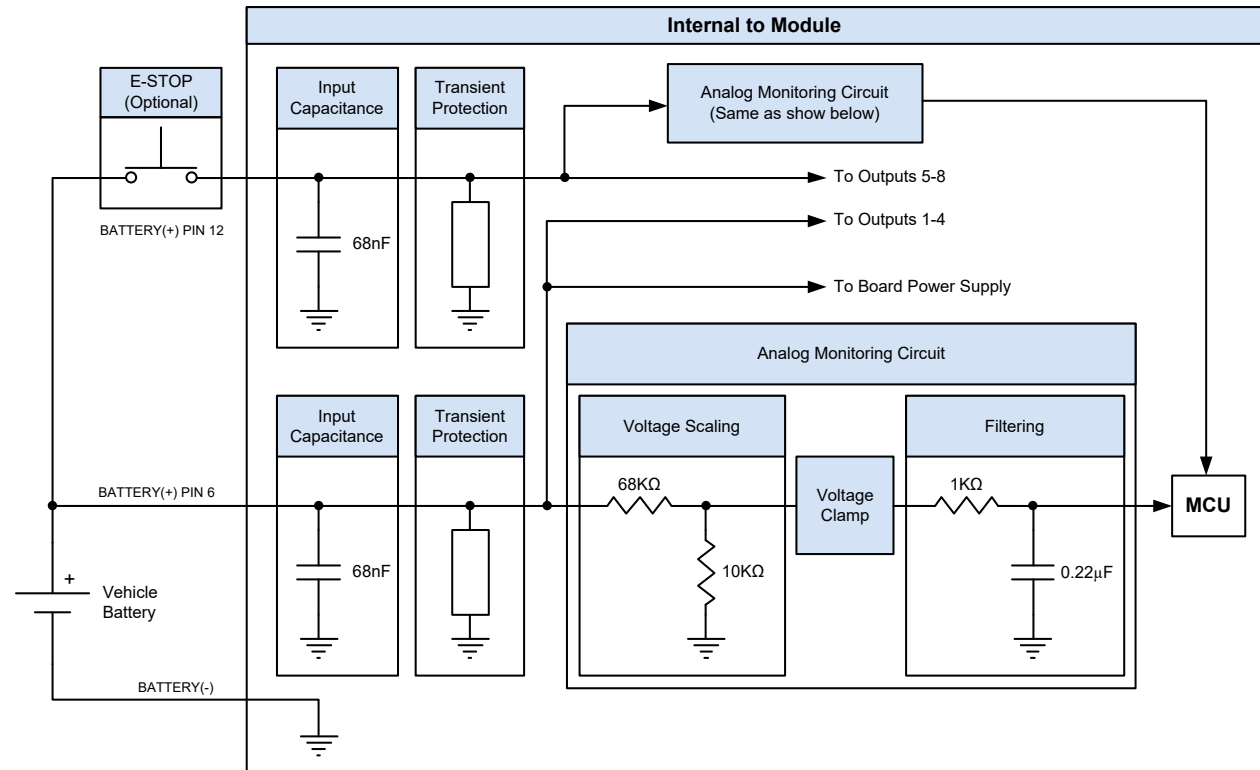 Internal to Module
E-STOP
(Optional)
Input
Capacitance
Transient
Protection
Analog Monitoring Circuit
(Same as show below)
To Outputs 5-8
BATTERY(+) PIN 12
68nF
To Outputs 1-4
To Board Power Supply
Analog Monitoring Circuit
Input
Capacitance
Transient
Protection
Voltage Scaling
Filtering
BATTERY(+) PIN 6
68KΩ
Voltage
Clamp
1KΩ
MCU
68nF
10KΩ
0.22μF
+
Vehicle
Battery
BATTERY(-)